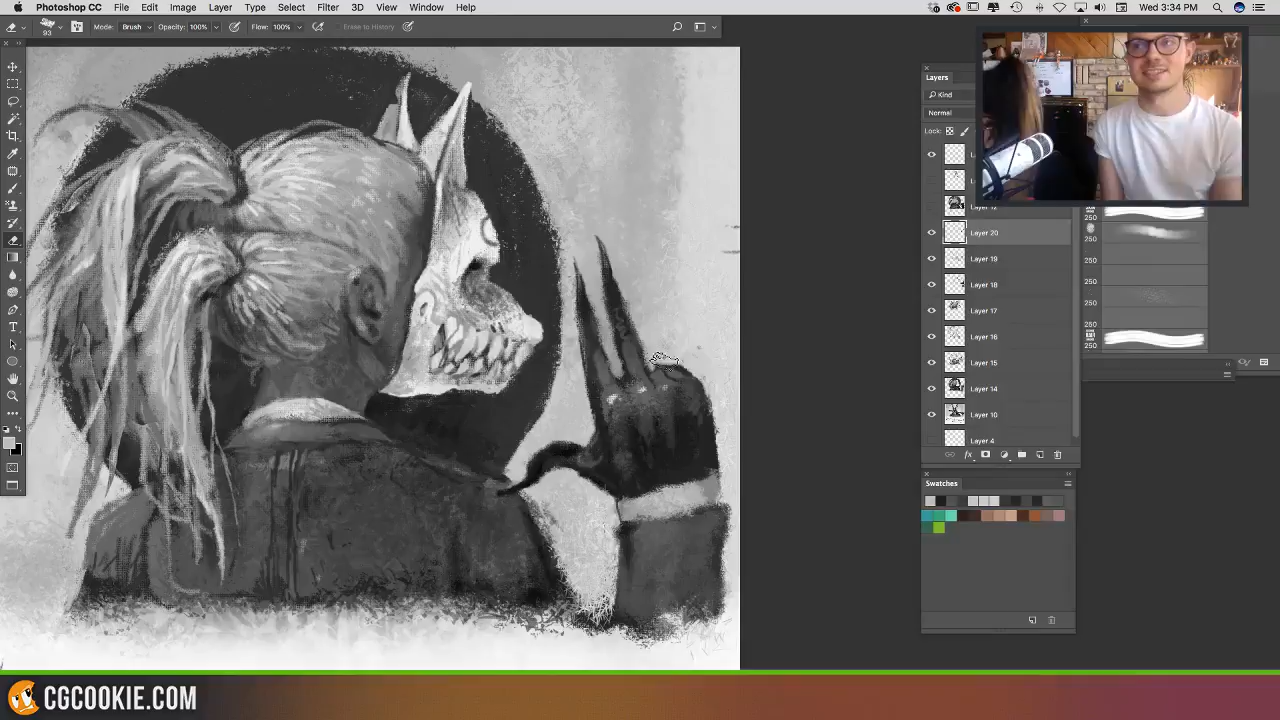 Photoshop CC File Edit Image Layer Type Select Filter 3D View Window Help Wed 3:34 PM
93 Mode: Brush Opacity: 100% Flow: 100% Erase to History
Layers
Kind
Normal
Lock:
Layer 20
Layer 19
Layer 18
Layer 17
Layer 16
Layer 15
Layer 14
Layer 10
Layer 4
250
250
250
250
250
250
Swatches
CGCOOKIE.COM